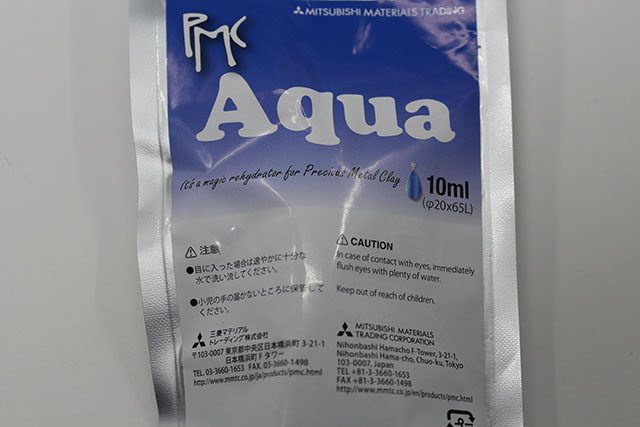 PMC
MITSUBISHI MATERIALS TRADING
Aqua
It's a magic rehydrator for Precious Metal Clay
10ml
(φ20x65L)
注意
●目に入った場合は速やかに十分な
水で洗い流してください。
●小児の手の届かないところに保管して
ください。
三菱マテリアル
トレーディング株式会社
〒103-0007 東京都中央区日本橋浜町 3-21-1
日本橋浜町 F タワー
TEL. 03-3660-1653 FAX. 03-3660-1498
http://www.mmtc.co.jp/ja/products/pmc.html
CAUTION
In case of contact with eyes, immediately
flush eyes with plenty of water.
Keep out of reach of children.
MITSUBISHI MATERIALS
TRADING CORPORATION
Nihonbashi Hamacho F-Tower, 3-21-1,
Nihonbashi Hama-cho, Chuo-ku, Tokyo
103-0007, Japan
TEL +81-3-3660-1653
FAX +81-3-3660-1498
http://www.mmtc.co.jp/en/products/pmc.html